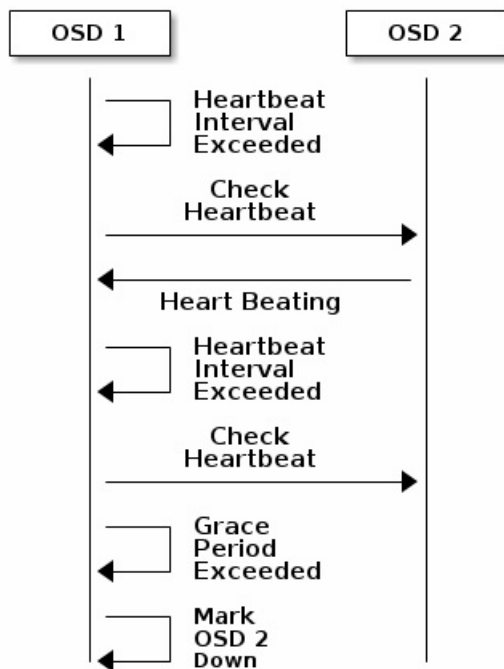 OSD 1
OSD 2
Heartbeat
Interval
Exceeded
Check
Heartbeat
Heart Beating
Heartbeat
Interval
Exceeded
Check
Heartbeat
Grace
Period
Exceeded
Mark
OSD 2
Down